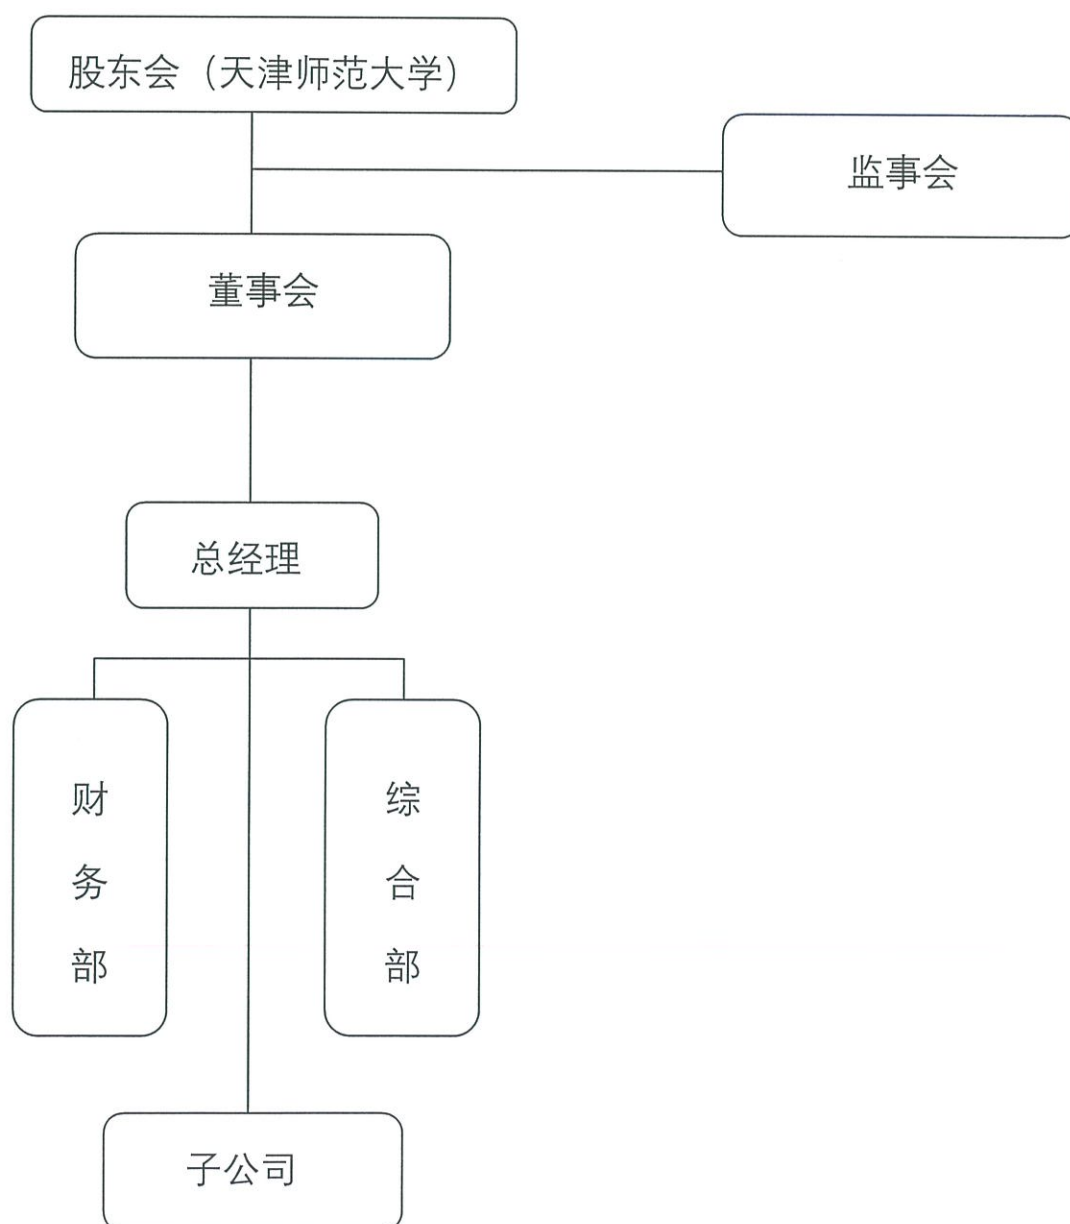 股东会（天津师范大学）
监事会
董事会
总经理
财务部
综合部
子公司